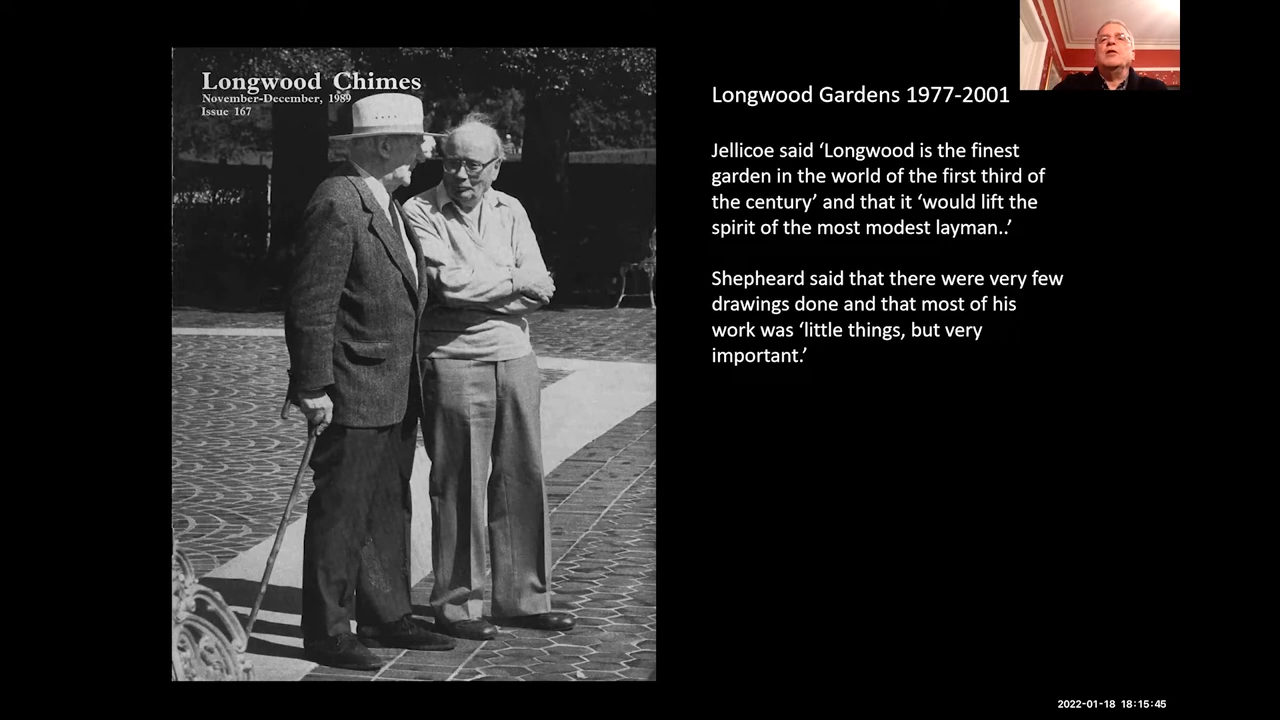 Longwood Chimes
November-December, 1989
Issue 167
Longwood Gardens 1977-2001
Jellicoe said ‘Longwood is the finest
garden in the world of the first third of
the century’ and that it ‘would lift the
spirit of the most modest layman..’
Shepheard said that there were very few
drawings done and that most of his
work was ‘little things, but very
important.’
2022-01-18 18:15:45